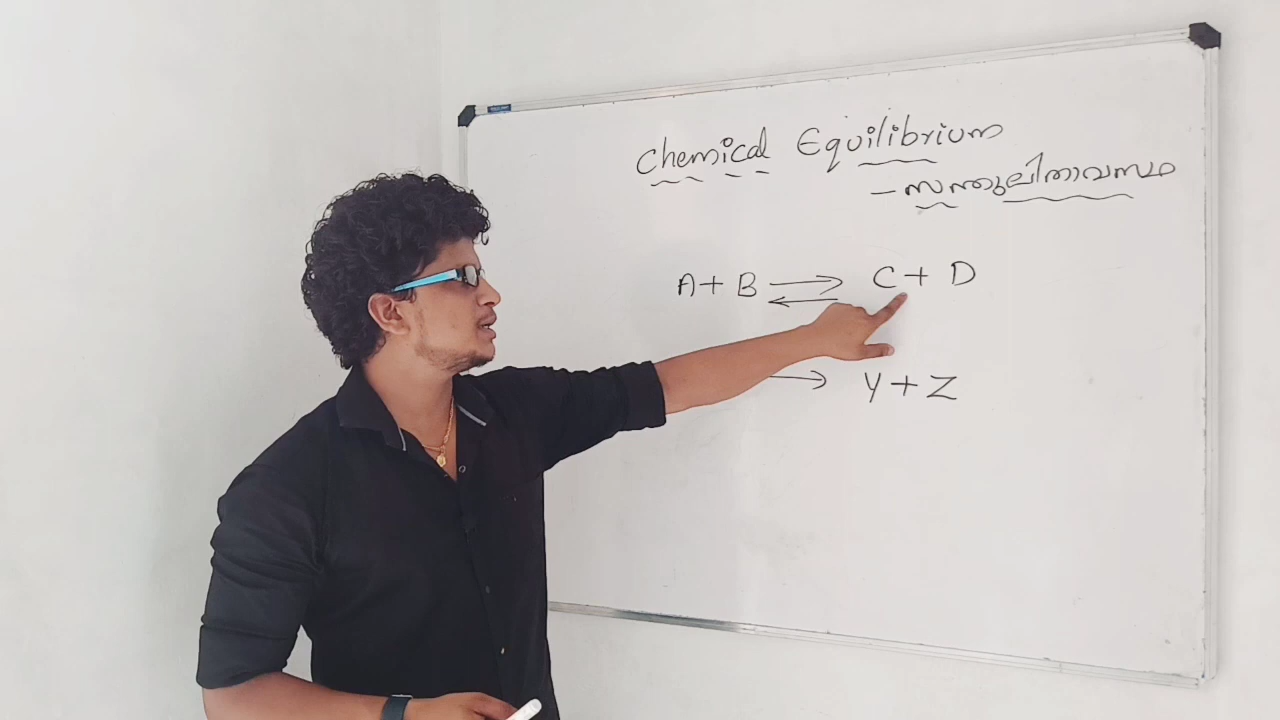 Chemical Equilibrium
- സന്തുലിതാവസ്ഥ
A + B ⇌ C + D
→ Y + Z